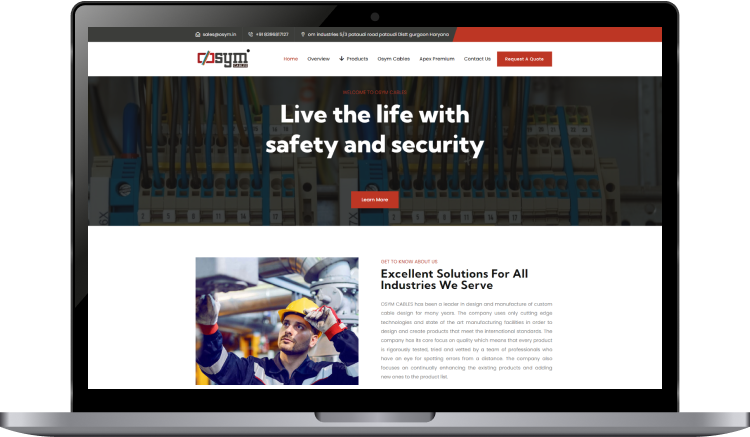 sales@osym.in +91 8396817107 om industries 5/3 pataudi road pataudi Distt gurgaon Haryana
osym
CABLES
Home Overview Products Osym Cables Apex Premium Contact Us Request A Quote
WELCOME TO OSYM CABLES
Live the life with
safety and security
Learn More
GET TO KNOW ABOUT US
Excellent Solutions For All
Industries We Serve
OSYM CABLES has been a leader in design and manufacture of custom
cable design for many years. The company uses only cutting edge
technologies and state of the art manufacturing facilities in order to
design and create products that meet the international standards. The
company has its core focus on quality which means that every product
is rigorously tested, tried and vetted by a team of professionals who
have an eye for spotting errors from a distance. The company also
focuses on continually enhancing the existing products and adding
new ones to the product list.